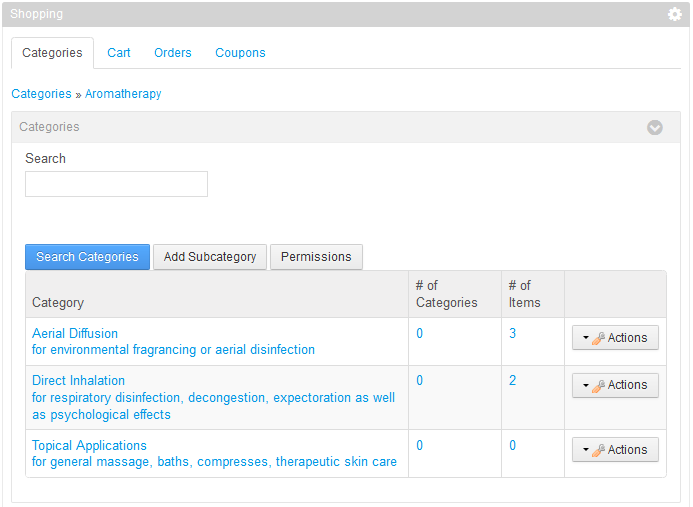 Shopping
Categories Cart Orders Coupons
Categories » Aromatherapy
Categories
Search
Search Categories Add Subcategory Permissions
Category # of Categories # of Items
Aerial Diffusion 0 3 Actions
for environmental fragrancing or aerial disinfection
Direct Inhalation 0 2 Actions
for respiratory disinfection, decongestion, expectoration as well
as psychological effects
Topical Applications 0 0 Actions
for general massage, baths, compresses, therapeutic skin care